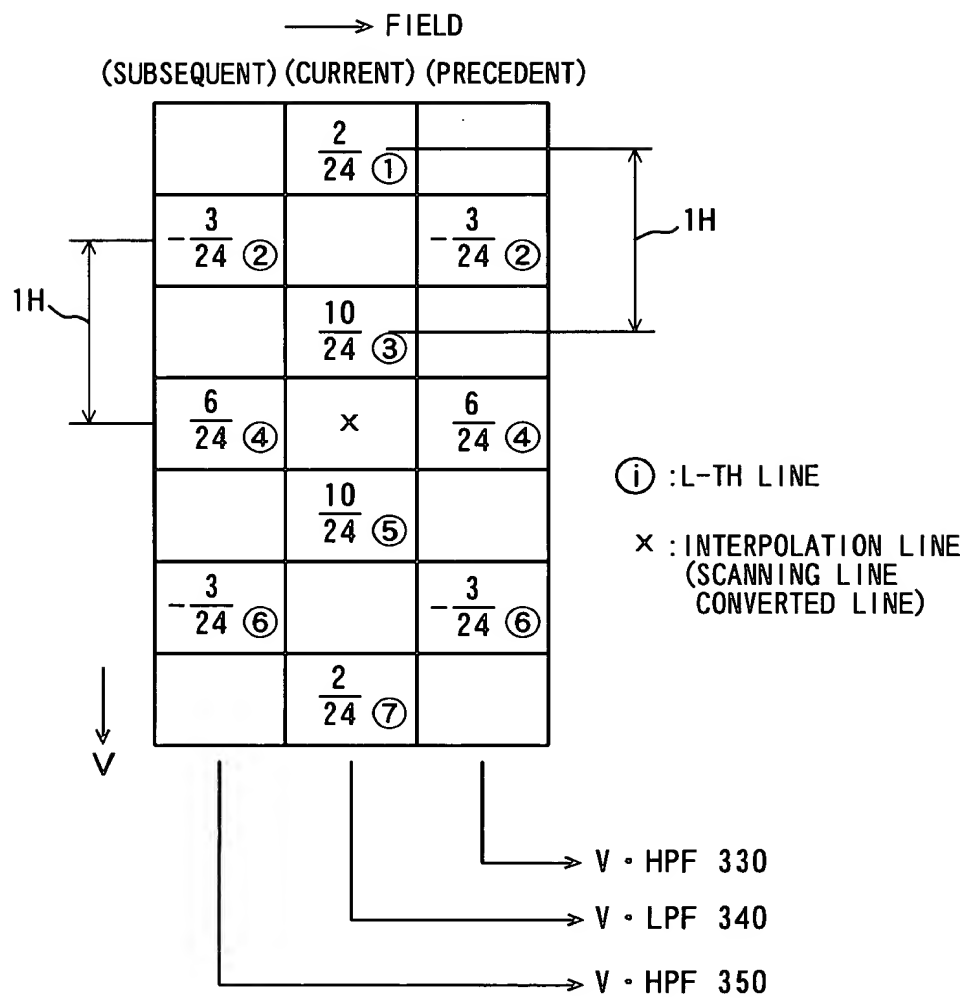 FIELD
(SUBSEQUENT) (CURRENT) (PRECEDENT)
2/24 ①
-3/24 ② -3/24 ②
1H
1H
10/24 ③
6/24 ④ × 6/24 ④
10/24 ⑤
-3/24 ⑥ -3/24 ⑥
2/24 ⑦
ⓘ :L-TH LINE
× :INTERPOLATION LINE
(SCANNING LINE
CONVERTED LINE)
V
V・HPF 330
V・LPF 340
V・HPF 350